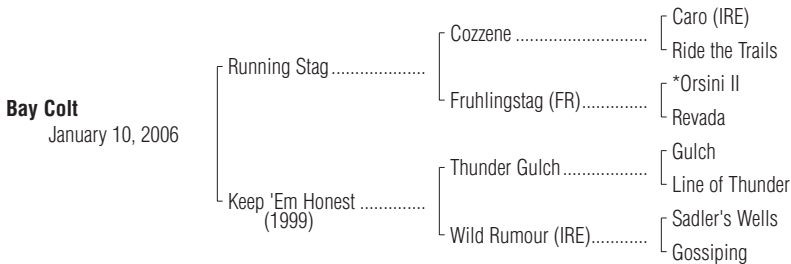 Caro (IRE)
Cozzene ...........................
Ride the Trails
Running Stag ...................
*Orsini II
Fruhlingstag (FR) .............
Revada
Bay Colt
January 10, 2006
Gulch
Thunder Gulch .................
Line of Thunder
Keep 'Em Honest .............
(1999)
Sadler's Wells
Wild Rumour (IRE) ...........
Gossiping